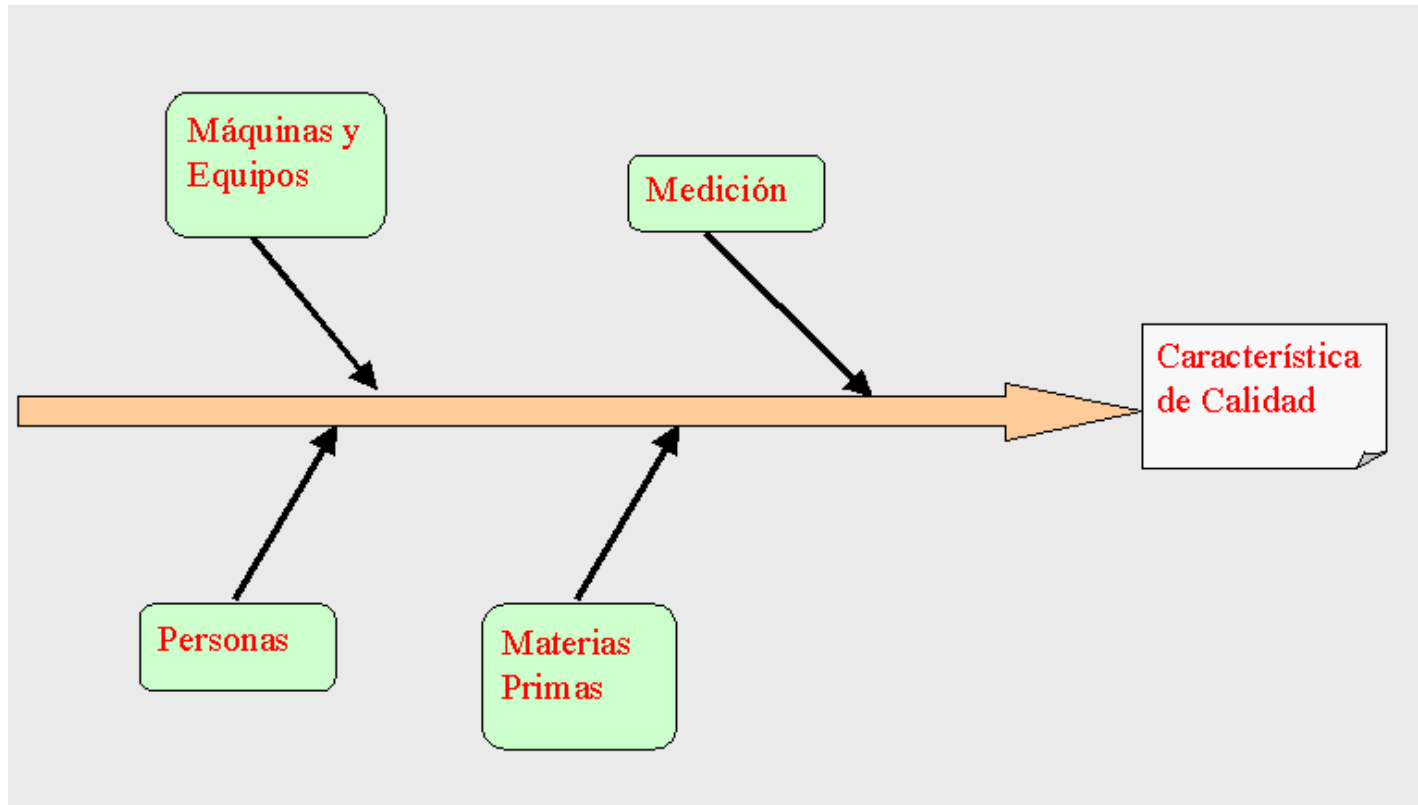 Máquinas y
Equipos
Medición
Característica
de Calidad
Personas
Materias
Primas